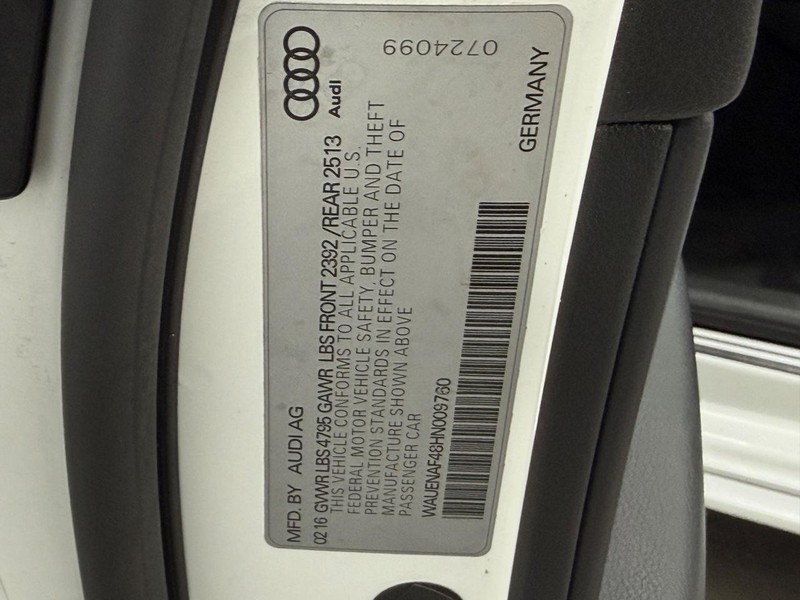 MFD. BY AUDI AG
0216 GVWR LBS 4795 GAWR LBS FRONT 2392/REAR 2513
THIS VEHICLE CONFORMS TO ALL APPLICABLE U.S.
FEDERAL MOTOR VEHICLE SAFETY, BUMPER AND THEFT
PREVENTION STANDARDS IN EFFECT ON THE DATE OF
MANUFACTURE SHOWN ABOVE
PASSENGER CAR
WAUENAF48HN009760
Audi
0724099
GERMANY